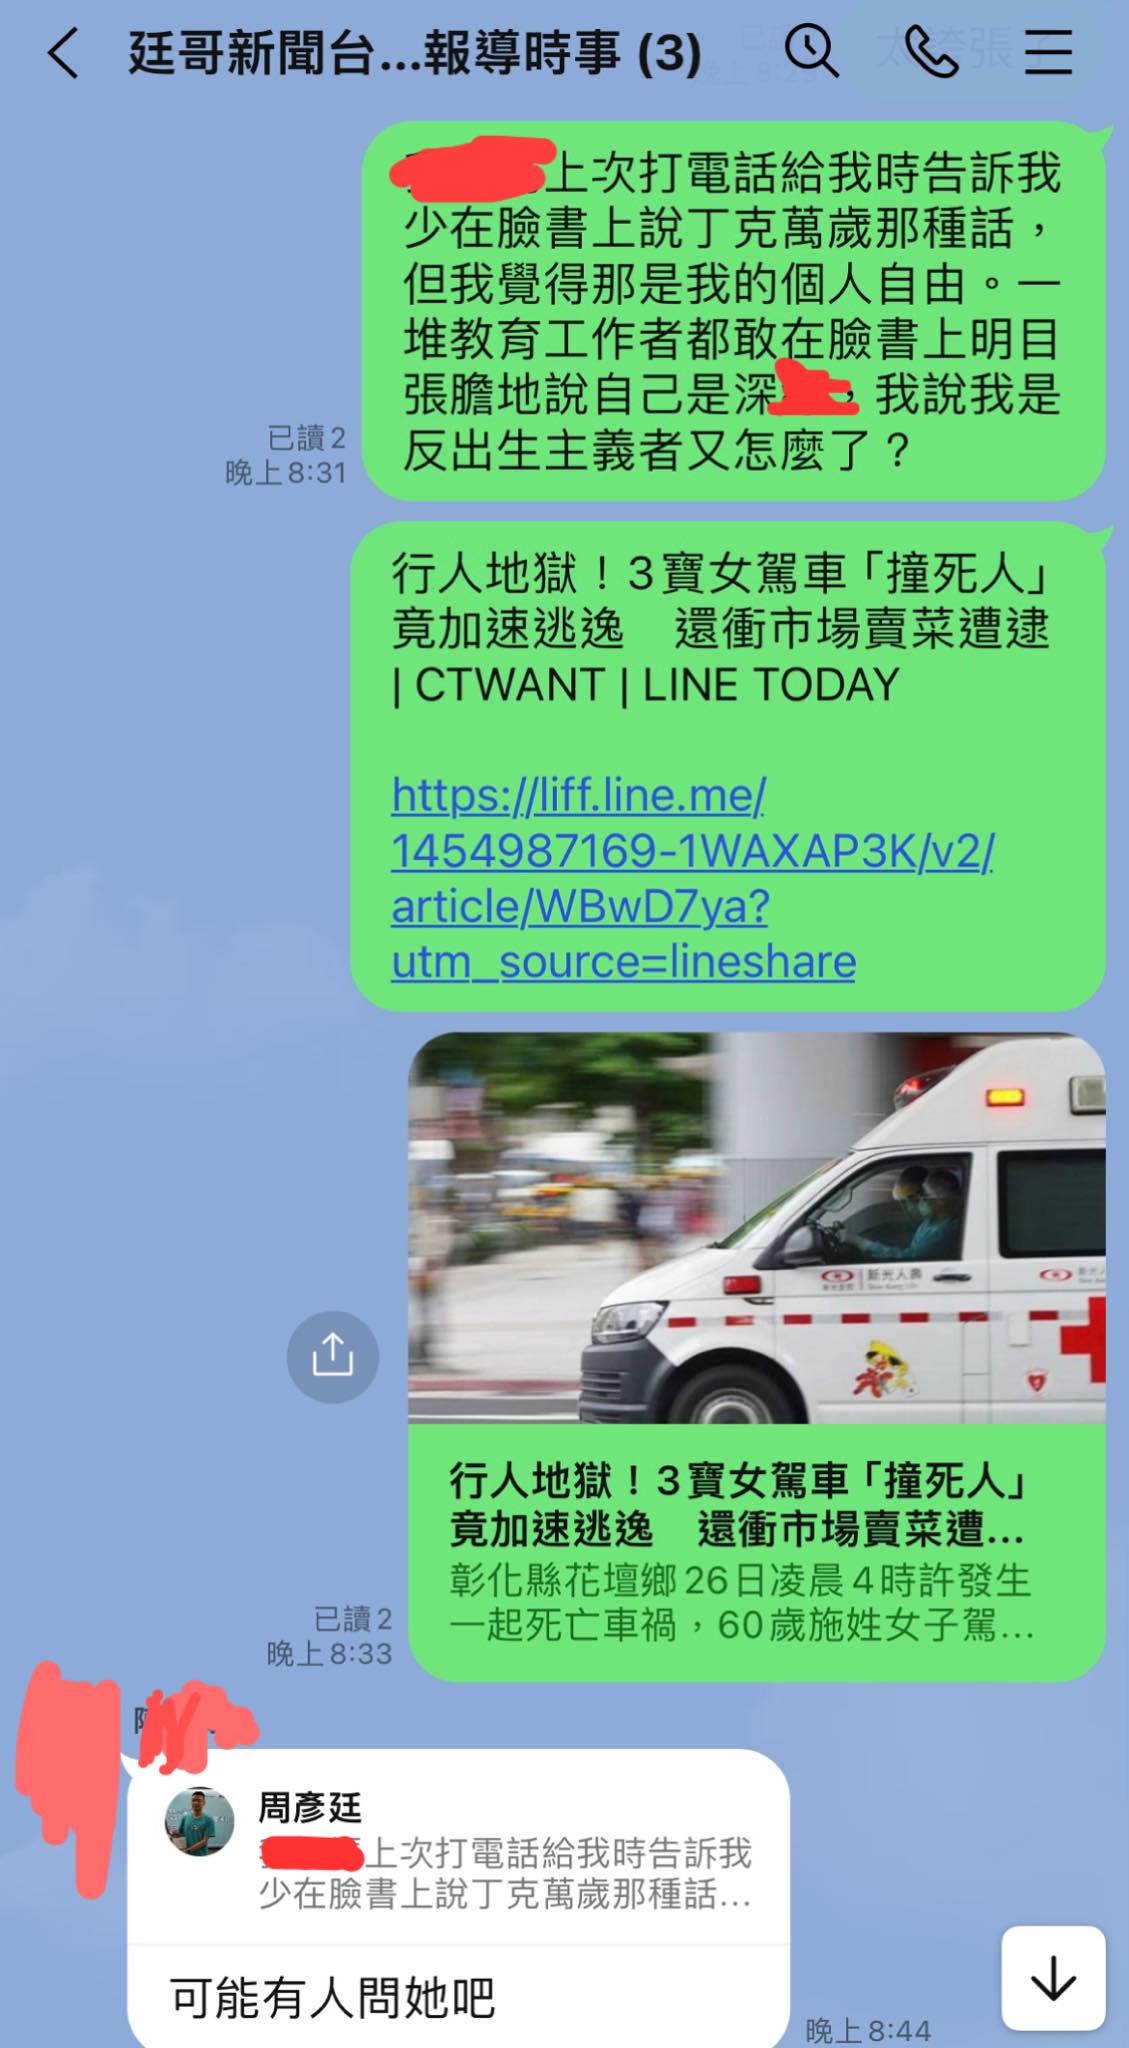 廷哥新聞台...報導時事 (3)
上次打電話給我時告訴我
少在臉書上說丁克萬歲那種話，
但我覺得那是我的個人自由。一
堆教育工作者都敢在臉書上明目
張膽地說自己是深 ，我說我是
反出生主義者又怎麼了？
已讀2
晚上8:31
行人地獄！3寶女駕車「撞死人」
竟加速逃逸　還衝市場賣菜遭逮
| CTWANT | LINE TODAY
https://liff.line.me/
1454987169-1WAXAP3K/v2/
article/WBwD7ya?
utm_source=lineshare
新光人壽
行人地獄！3寶女駕車「撞死人」
竟加速逃逸　還衝市場賣菜遭...
彰化縣花壇鄉26日凌晨4時許發生
一起死亡車禍，60歲施姓女子駕...
已讀2
晚上8:33
周彥廷
上次打電話給我時告訴我
少在臉書上說丁克萬歲那種話...
可能有人問她吧
晚上8:44